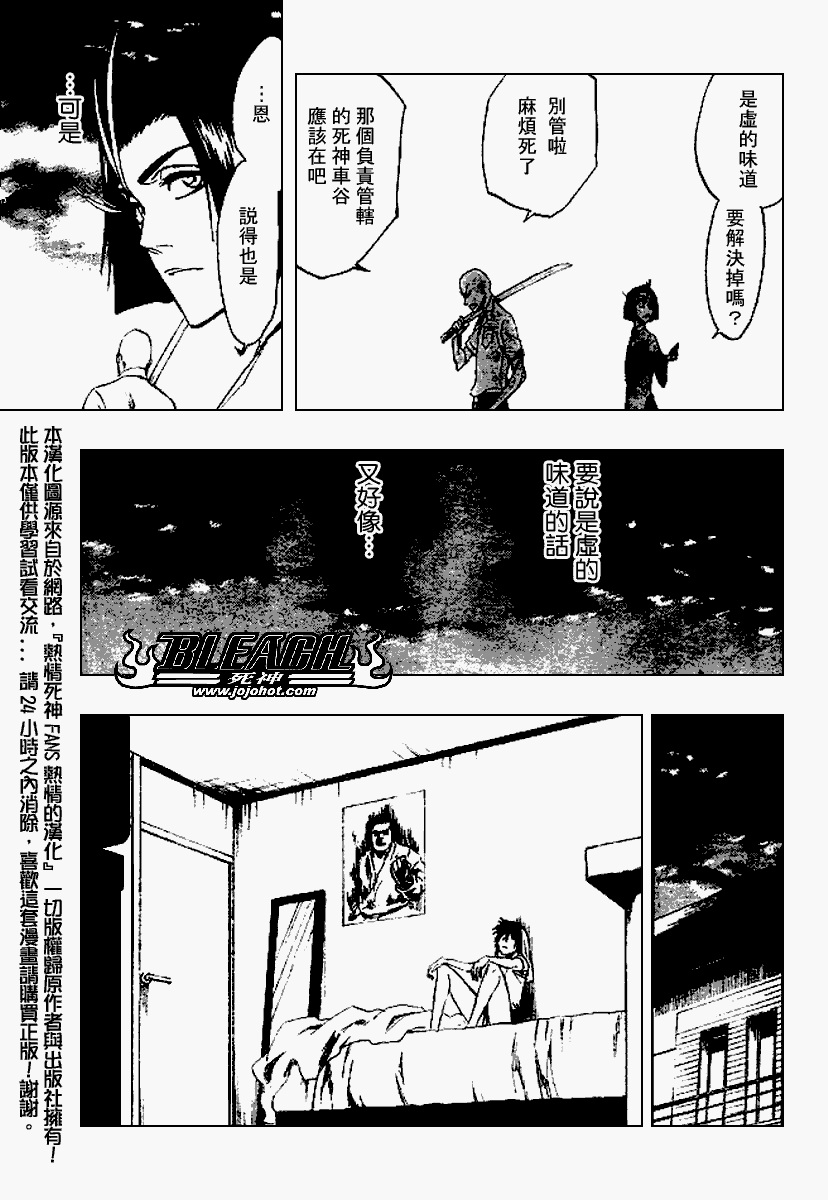 是虛的味道
要解決掉嗎？
別管啦
麻煩死了
那個負責管轄
的死神車谷
應該在吧
…恩
說得也是
…可是
要說是虛的
味道的話
又好像…
BLEACH
死神
www.jojohot.com
本漢化圖源來自於網路，『熱情死神 FANS 熱情的漢化』一切版權歸原作者與出版社擁有！
此版本僅供學習試看交流... 請 24 小時之內消除，喜歡這套漫畫請購買正版！謝謝。